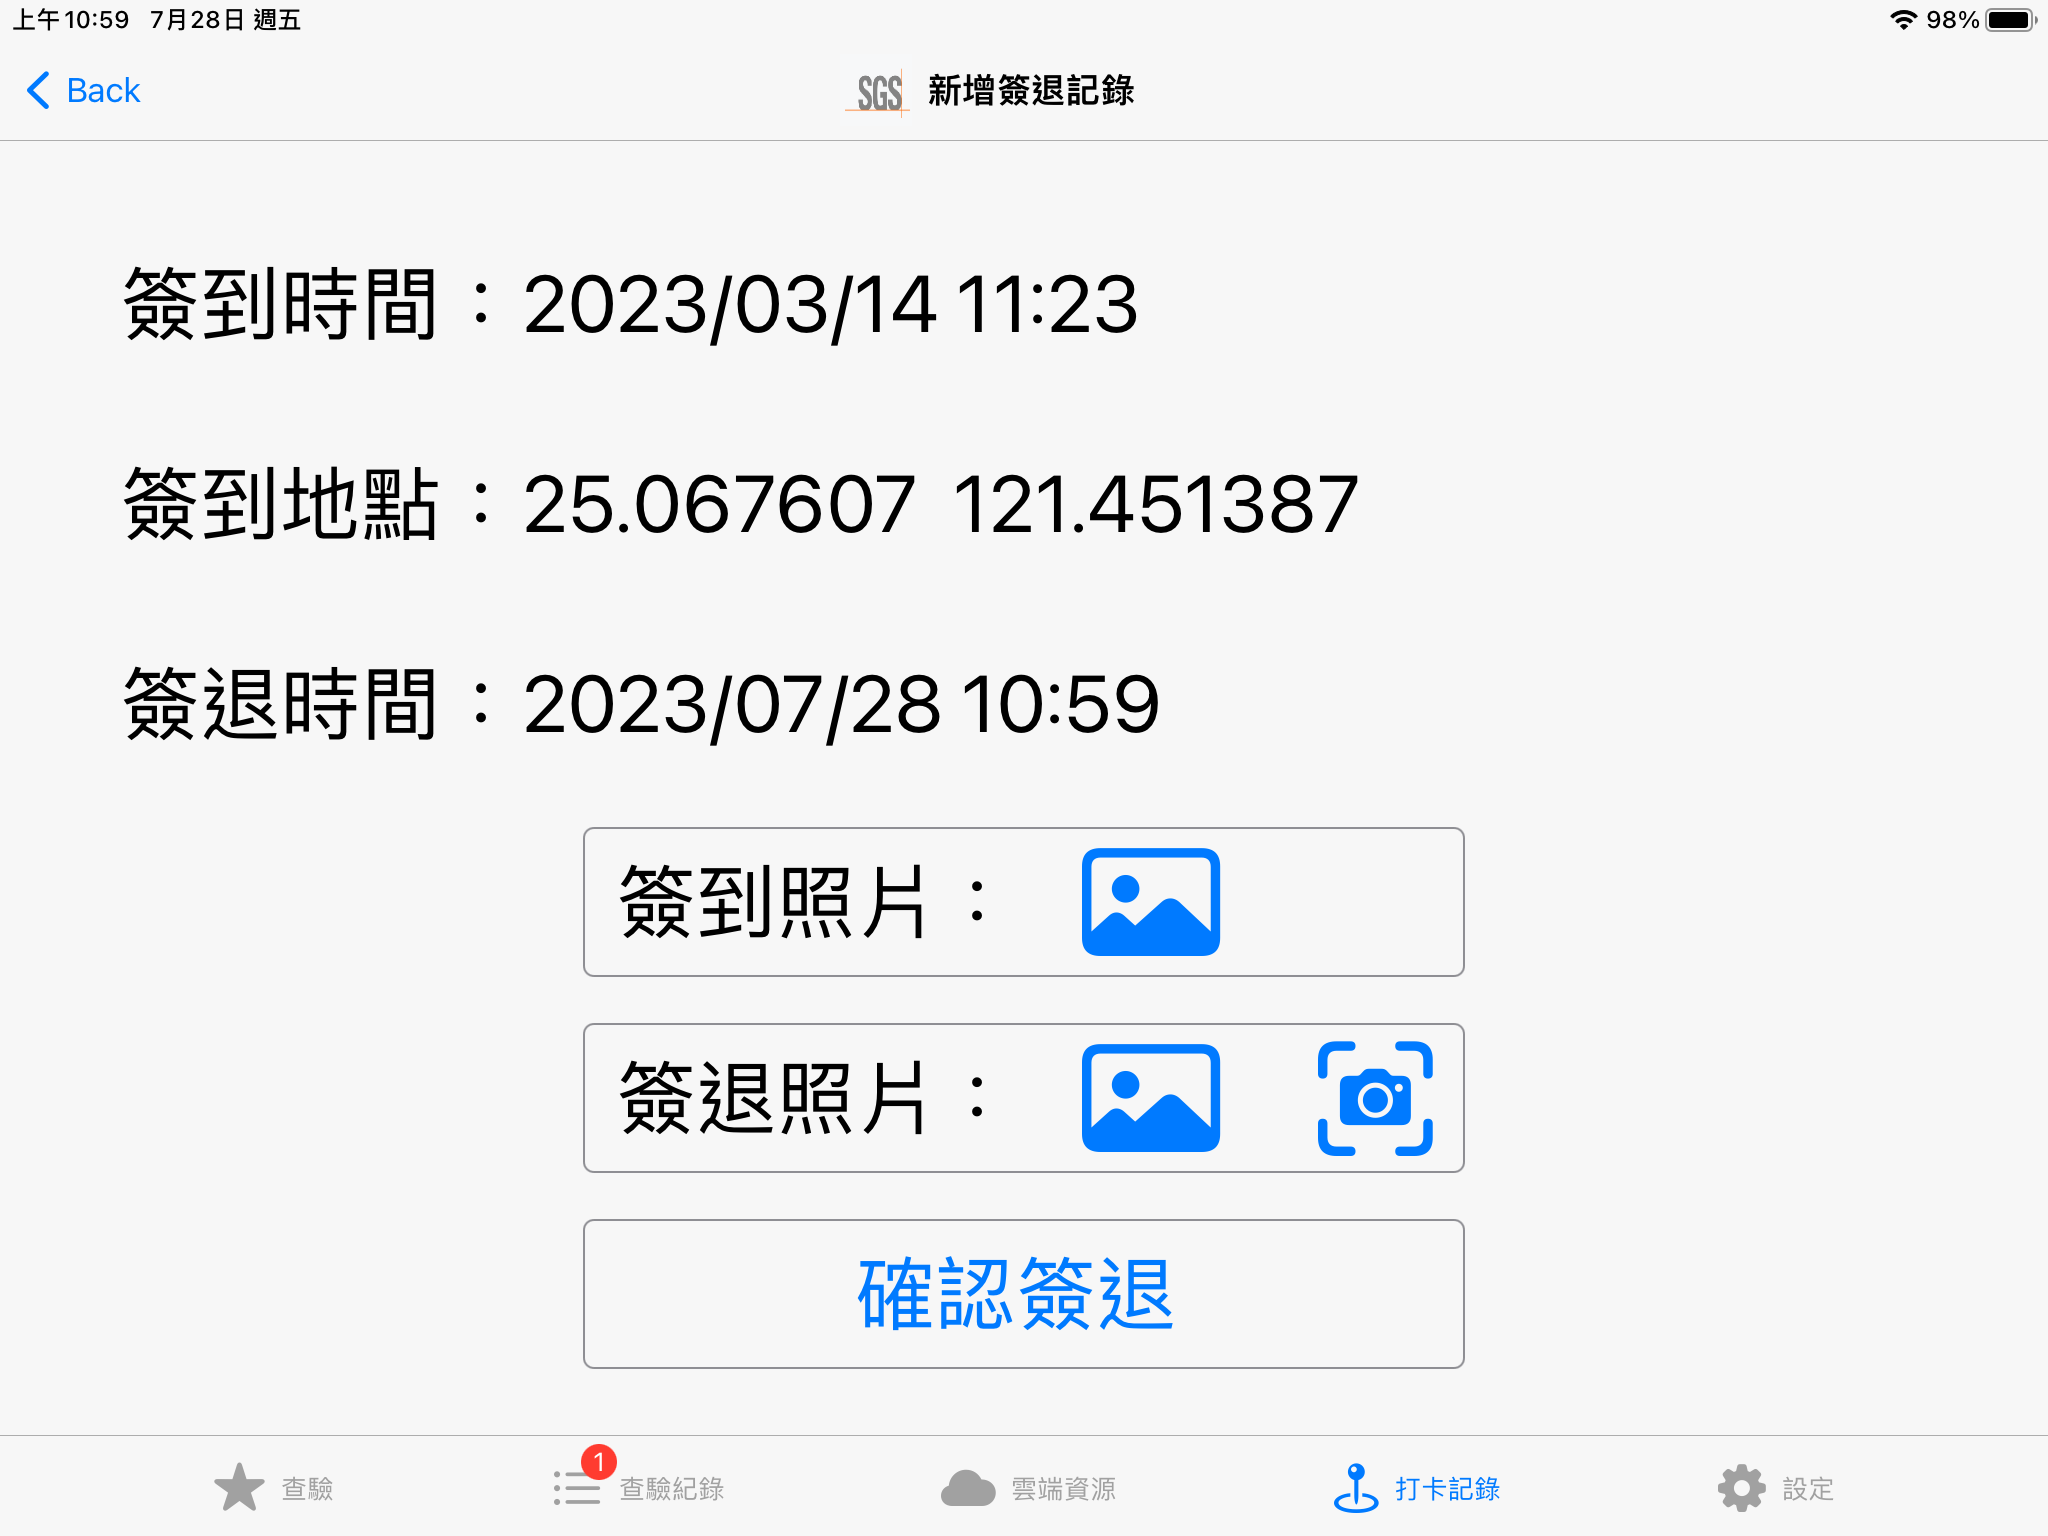 上午10:59 7月28日 週五 98%
Back SGS 新增簽退記錄
簽到時間：2023/03/14 11:23
簽到地點：25.067607 121.451387
簽退時間：2023/07/28 10:59
簽到照片：
簽退照片：
確認簽退
查驗 1 查驗紀錄 雲端資源 打卡記錄 設定